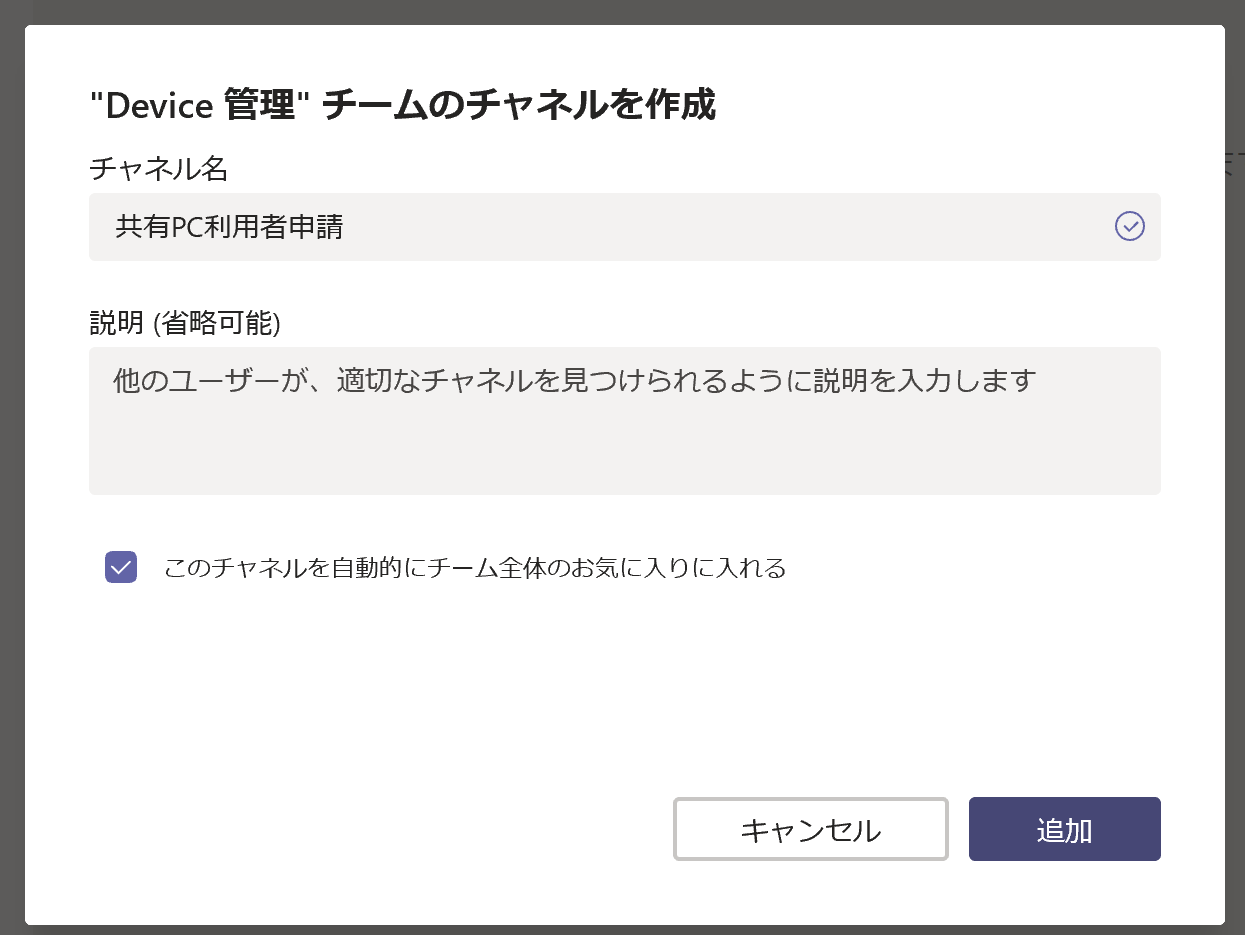 "Device 管理" チームのチャネルを作成
チャネル名
共有PC利用者申請
説明 (省略可能)
他のユーザーが、適切なチャネルを見つけられるように説明を入力します
このチャネルを自動的にチーム全体のお気に入りに入れる
キャンセル 追加